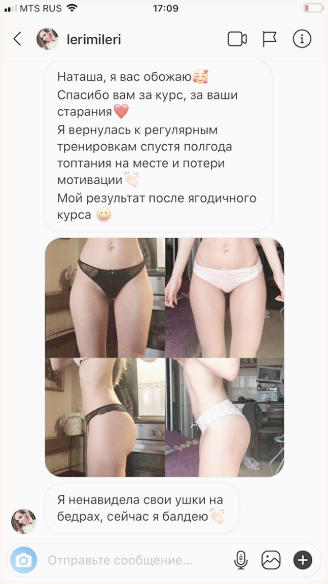 MTS RUS
17:09
lerimileri
Наташа, я вас обожаю🥰
Спасибо вам за курс, за ваши
старания❤️
Я вернулась к регулярным
тренировкам спустя полгода
топтания на месте и потери
мотивации👏🏻
Мой результат после ягодичного
курса 😀
Я ненавидела свои ушки на
бедрах, сейчас я балдею👏🏻
Отправьте сообщение...